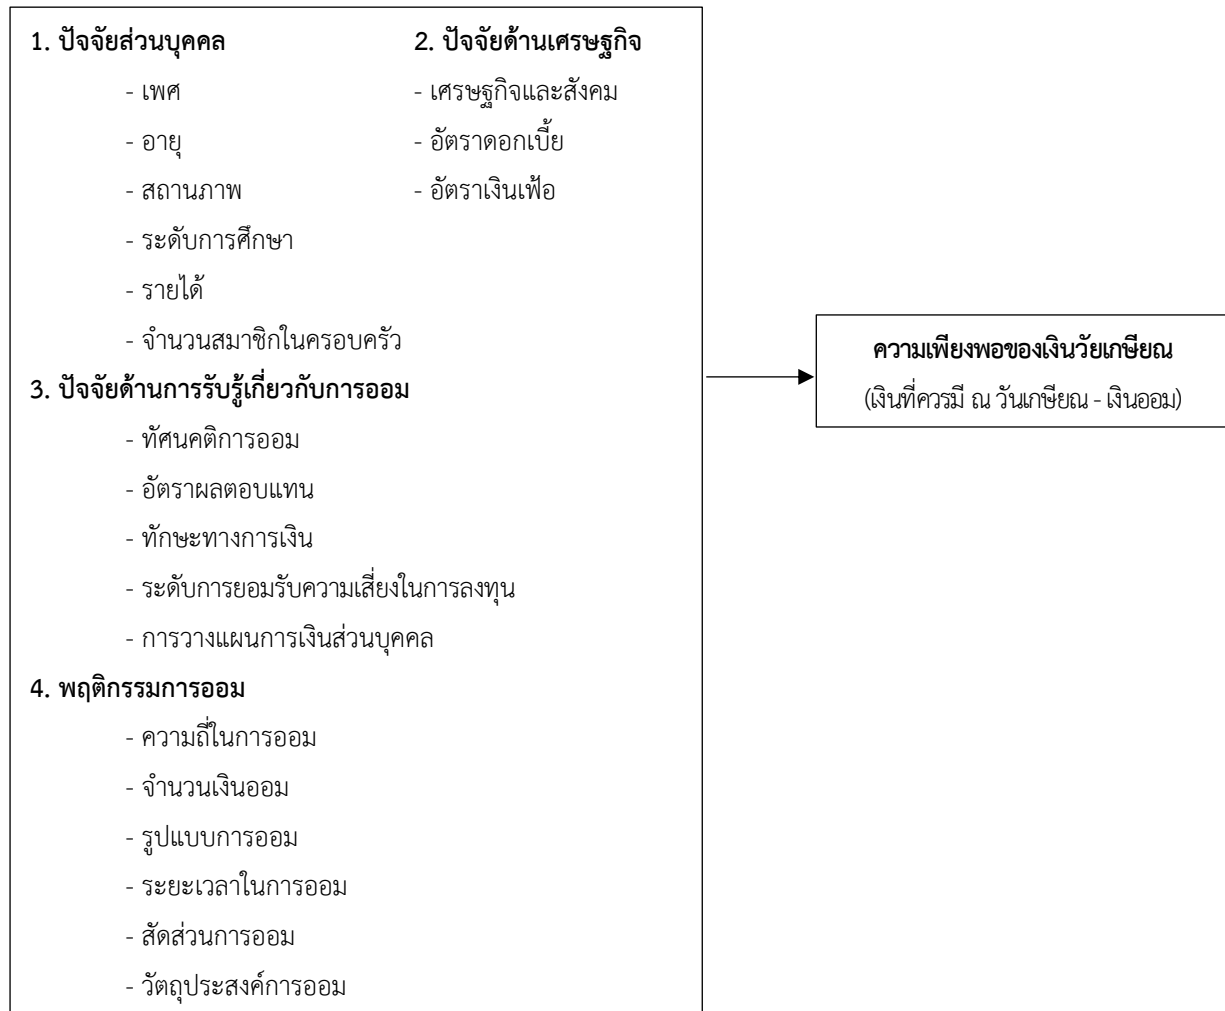 1. ปัจจัยส่วนบุคคล 2. ปัจจัยด้านเศรษฐกิจ
- เพศ - เศรษฐกิจและสังคม
- อายุ - อัตราดอกเบี้ย
- สถานภาพ - อัตราเงินเฟ้อ
- ระดับการศึกษา
- รายได้
- จำนวนสมาชิกในครอบครัว
3. ปัจจัยด้านการรับรู้เกี่ยวกับการออม
- ทัศนคติการออม
- อัตราผลตอบแทน
- ทักษะทางการเงิน
- ระดับการยอมรับความเสี่ยงในการลงทุน
- การวางแผนการเงินส่วนบุคคล
4. พฤติกรรมการออม
- ความถี่ในการออม
- จำนวนเงินออม
- รูปแบบการออม
- ระยะเวลาในการออม
- สัดส่วนการออม
- วัตถุประสงค์การออม
ความเพียงพอของเงินวัยเกษียณ
(เงินที่ควรมี ณ วันเกษียณ - เงินออม)